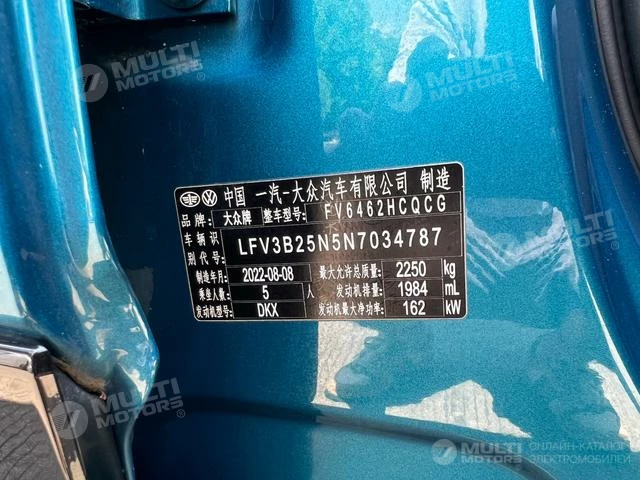 中国 一汽-大众汽车有限公司 制造
品牌: 大众牌 整车型号: FV6462HCQCG
车辆识别代号: LFV3B25N5N7034787
制造年月: 2022-08-08 最大允许总质量: 2250 kg
乘坐人数: 5 人 发动机排量: 1984 mL
发动机型号: DKX 发动机最大净功率: 162 kW
MULTI MOTORS
MULTI MOTORS
MULTI MOTORS
MULTI MOTORS ОНЛАЙН-КАТАЛОГ ЭЛЕКТРОМОБИЛЕЙ